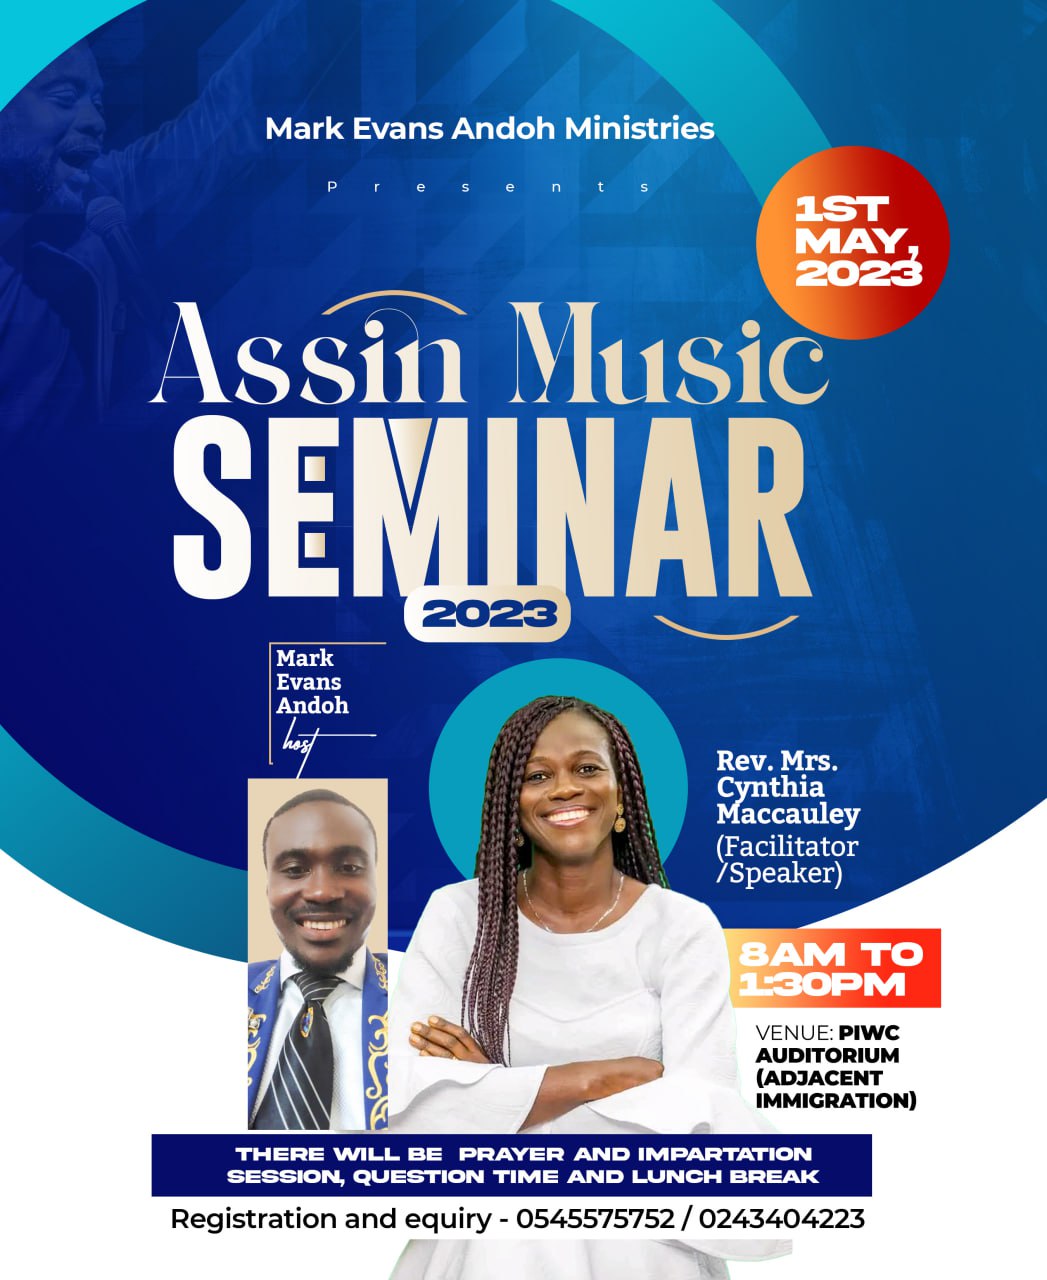 Mark Evans Andoh Ministries
Presents
1ST
MAY,
2023
Assin Music
SEMINAR
2023
Mark
Evans
Andoh
host
Rev. Mrs.
Cynthia
Maccauley
(Facilitator
/Speaker)
8AM TO
1:30PM
VENUE: PIWC
AUDITORIUM
(ADJACENT
IMMIGRATION)
THERE WILL BE PRAYER AND IMPARTATION
SESSION, QUESTION TIME AND LUNCH BREAK
Registration and equiry - 0545575752 / 0243404223